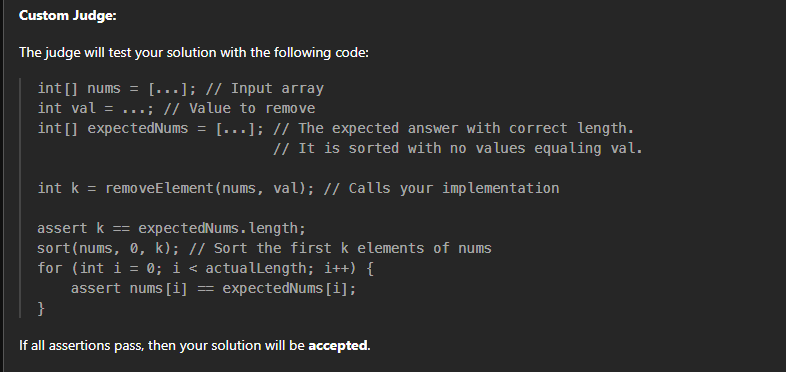 Custom Judge:
The judge will test your solution with the following code:
int[] nums = [...]; // Input array
int val = ...; // Value to remove
int[] expectedNums = [...]; // The expected answer with correct length.
                            // It is sorted with no values equaling val.
int k = removeElement(nums, val); // Calls your implementation
assert k == expectedNums.length;
sort(nums, 0, k); // Sort the first k elements of nums
for (int i = 0; i < actualLength; i++) {
    assert nums[i] == expectedNums[i];
}
If all assertions pass, then your solution will be accepted.